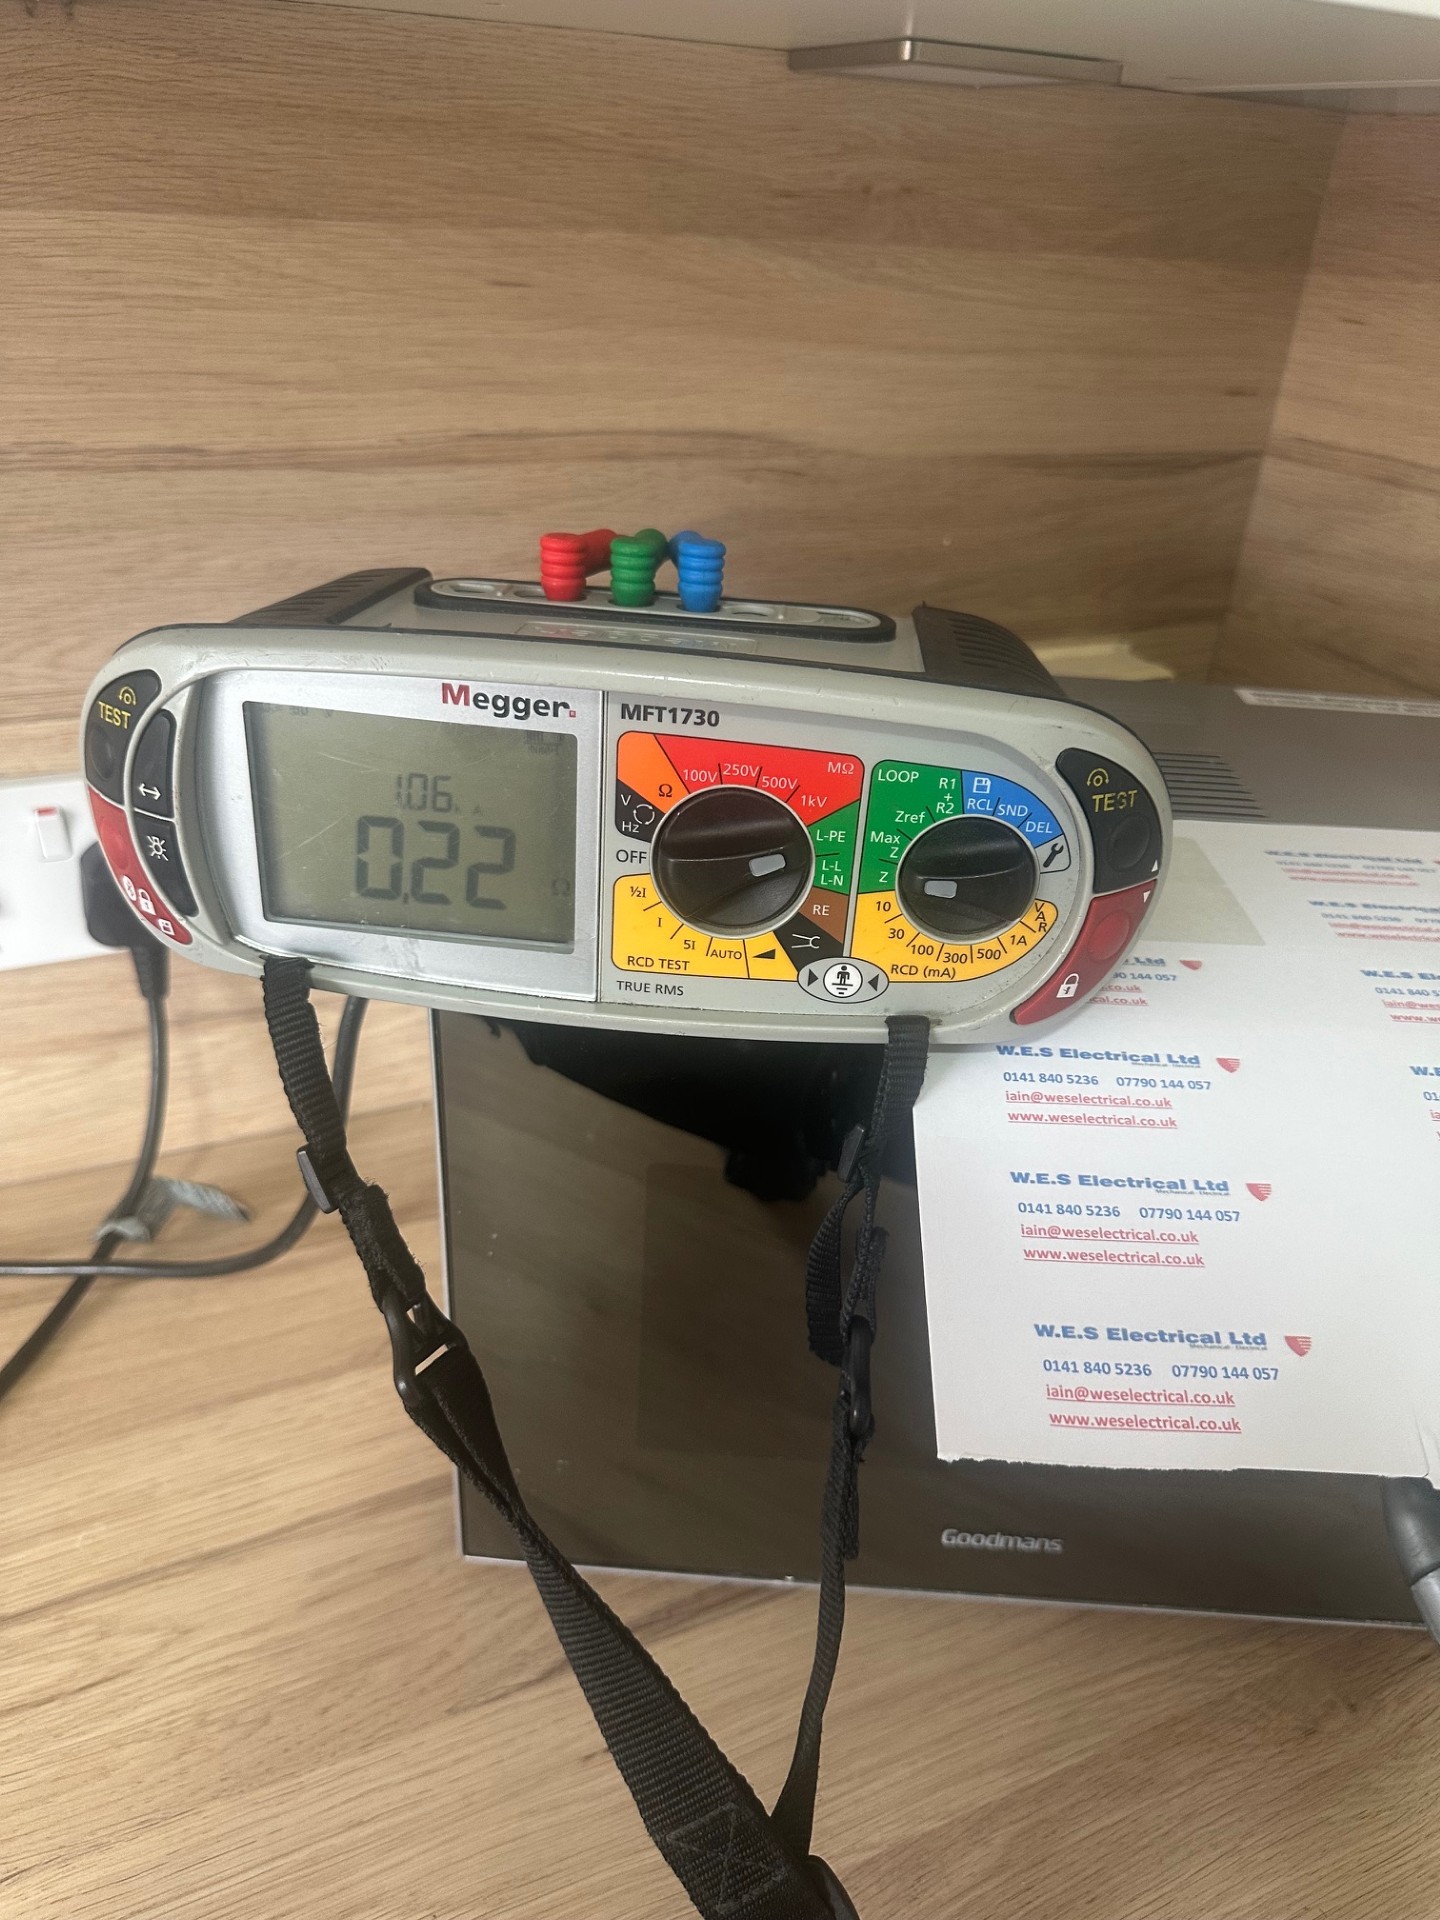 Megger.
MFT1730
TEST
1.06
0.22
Ω
100V
250V
500V
1kV
MΩ
Ω
V
Hz
OFF
L-PE
L-L
L-N
RE
½I
I
5I
AUTO
RCD TEST
TRUE RMS
LOOP
R1
+
R2
Zref
Max
Z
Z
RCL
SND
DEL
10
30
100
300
500
1A
VAR
RCD (mA)
TEST
W.E.S Electrical Ltd
0141 840 5236 07790 144 057
iain@weselectrical.co.uk
www.weselectrical.co.uk
W.E.S Electrical Ltd
Mechanical - Electrical
0141 840 5236 07790 144 057
iain@weselectrical.co.uk
www.weselectrical.co.uk
W.E.S Electrical Ltd
Mechanical - Electrical
0141 840 5236 07790 144 057
iain@weselectrical.co.uk
www.weselectrical.co.uk
Goodmans